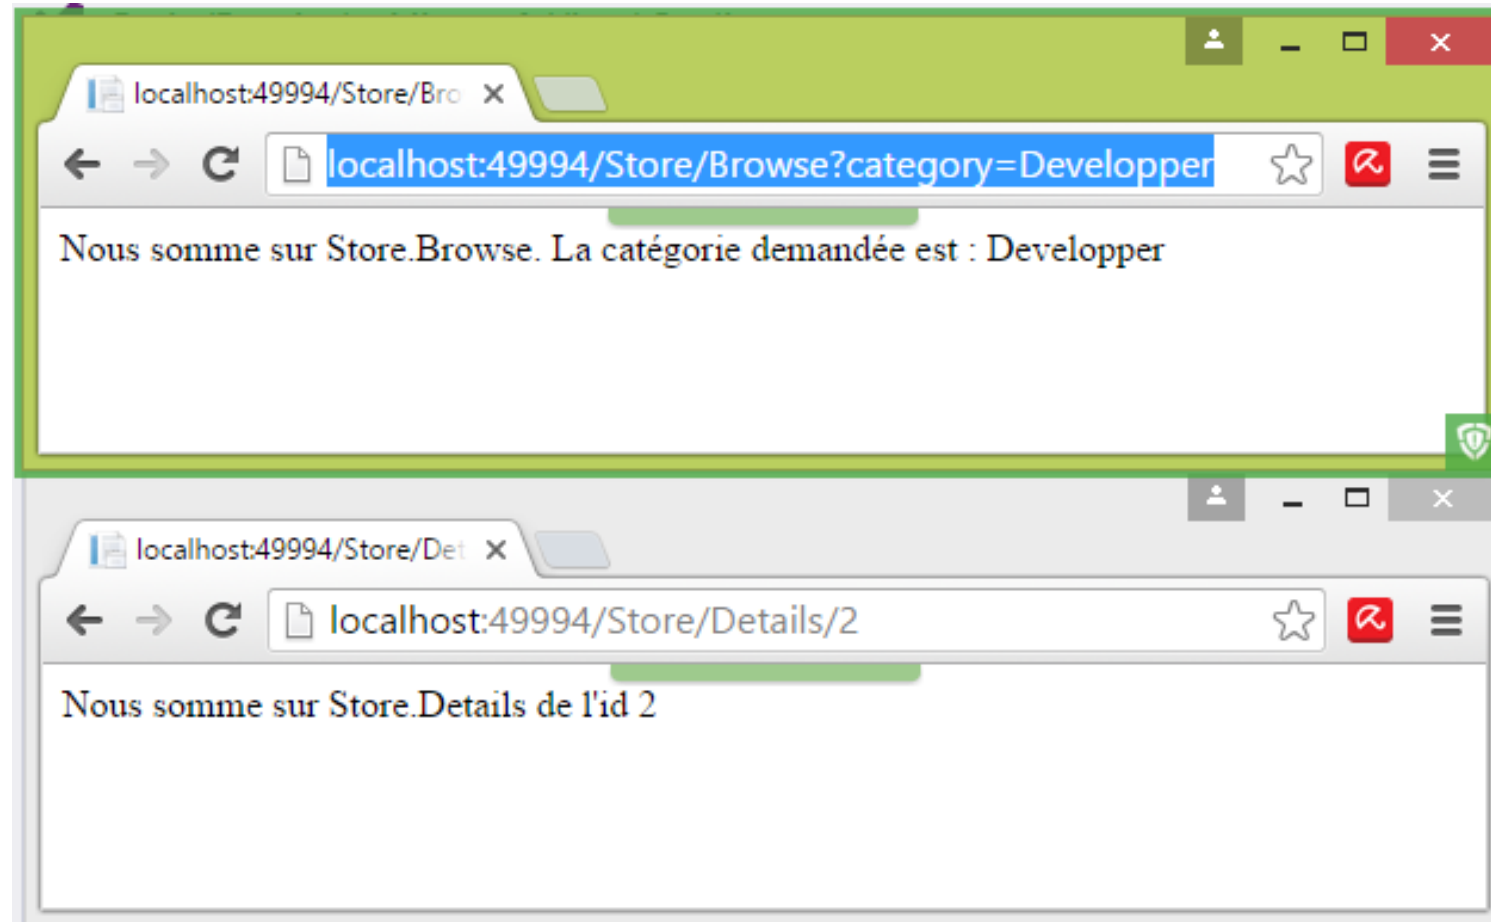 localhost:49994/Store/Bro
localhost:49994/Store/Browse?category=Developper
Nous somme sur Store.Browse. La catégorie demandée est : Developper
localhost:49994/Store/Det
localhost:49994/Store/Details/2
Nous somme sur Store.Details de l'id 2